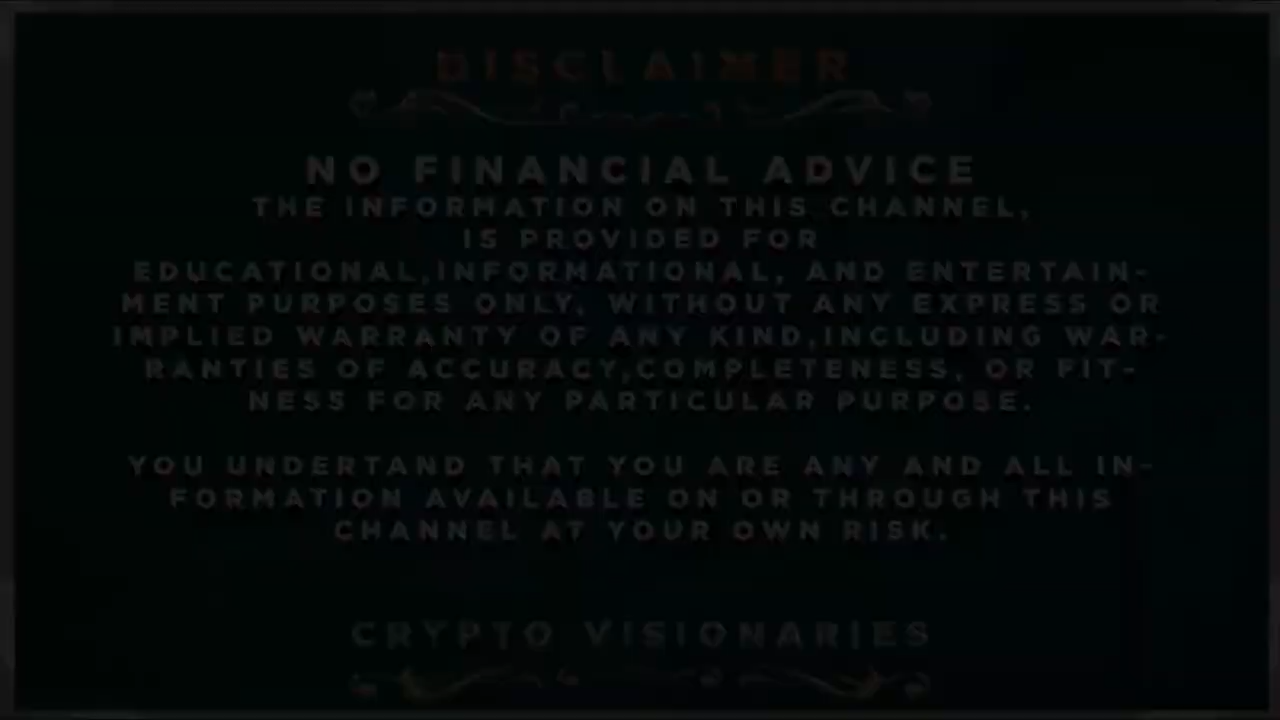 DISCLAIMER
NO FINANCIAL ADVICE
THE INFORMATION ON THIS CHANNEL,
IS PROVIDED FOR
EDUCATIONAL,INFORMATIONAL, AND ENTERTAIN-
MENT PURPOSES ONLY, WITHOUT ANY EXPRESS OR
IMPLIED WARRANTY OF ANY KIND,INCLUDING WAR-
RANTIES OF ACCURACY,COMPLETENESS, OR FIT-
NESS FOR ANY PARTICULAR PURPOSE.
YOU UNDERTAND THAT YOU ARE ANY AND ALL IN-
FORMATION AVAILABLE ON OR THROUGH THIS
CHANNEL AT YOUR OWN RISK.
CRYPTO VISIONARIES